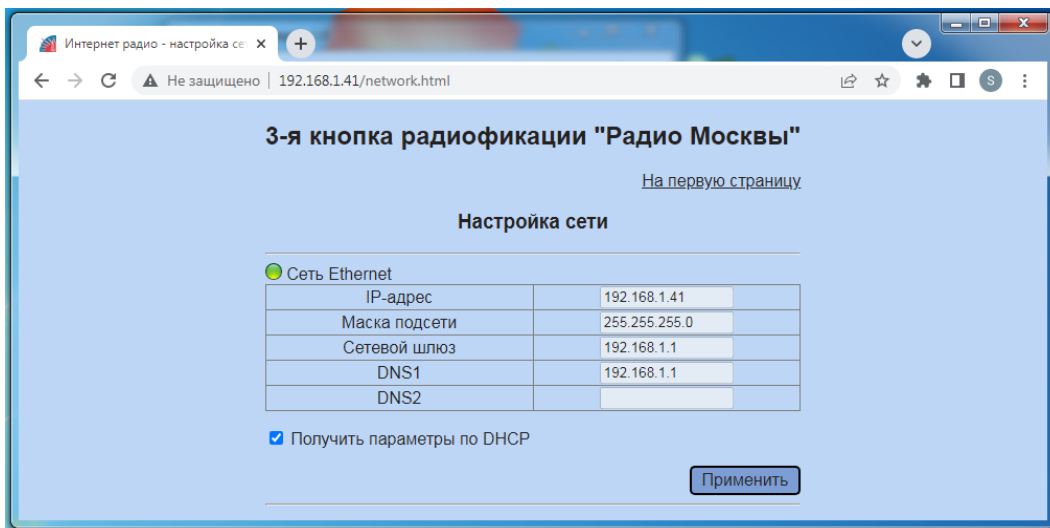 Интернет радио - настройка се
Не защищено 192.168.1.41/network.html
S
3-я кнопка радиофикации "Радио Москвы"
На первую страницу
Настройка сети
Сеть Ethernet
IP-адрес 192.168.1.41
Маска подсети 255.255.255.0
Сетевой шлюз 192.168.1.1
DNS1 192.168.1.1
DNS2
Получить параметры по DHCP
Применить